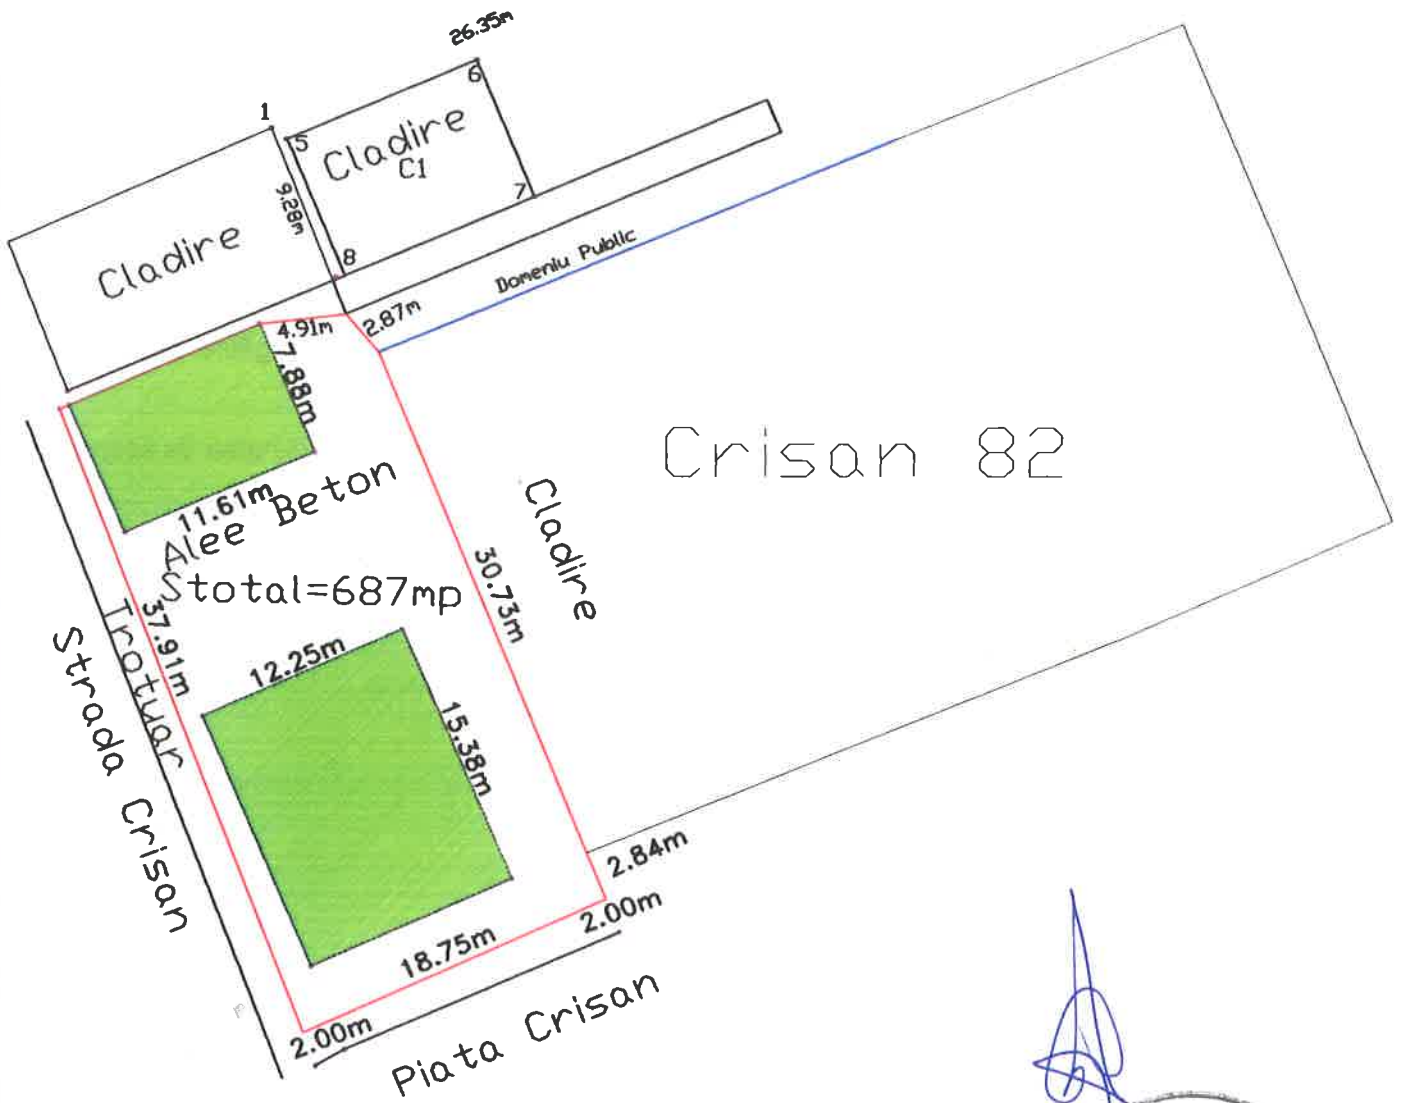 26.35m
1
6
5
Cladire
C1
9.28m
7
Cladire
8
Domeniu Public
4.91m
2.87m
7.88m
Crisan 82
11.61m
Alee Beton
Cladire
30.73m
Stotal=687mp
37.91m
Trotuar
Strada Crisan
12.25m
15.38m
2.84m
2.00m
18.75m
2.00m
Piata Crisan